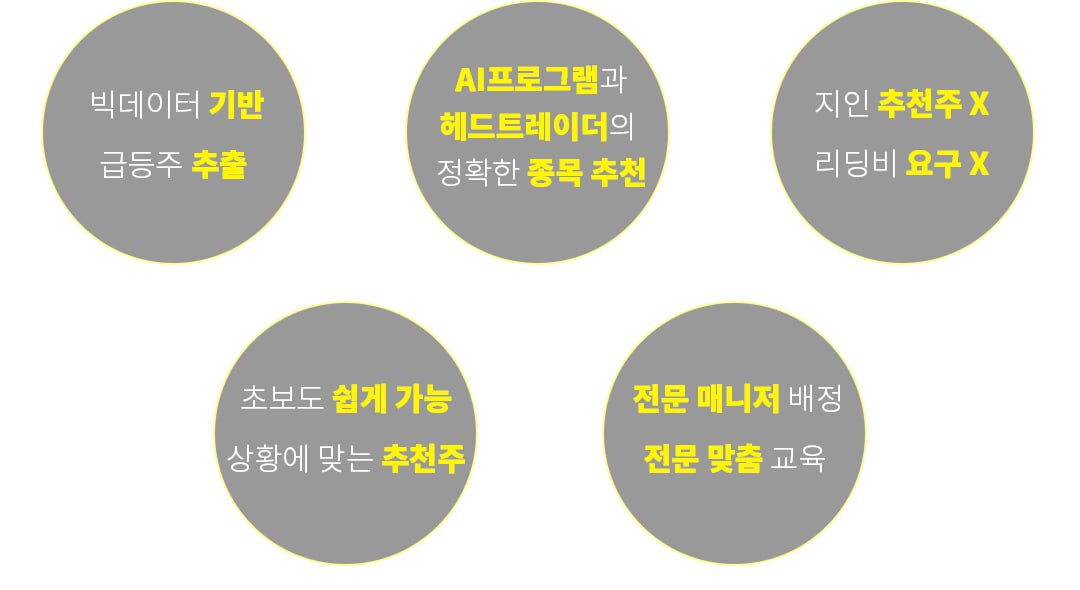 빅데이터 기반
급등주 추출
AI프로그램과
헤드트레이더의
정확한 종목 추천
지인 추천주 X
리딩비 요구 X
초보도 쉽게 가능
상황에 맞는 추천주
전문 매니저 배정
전문 맞춤 교육